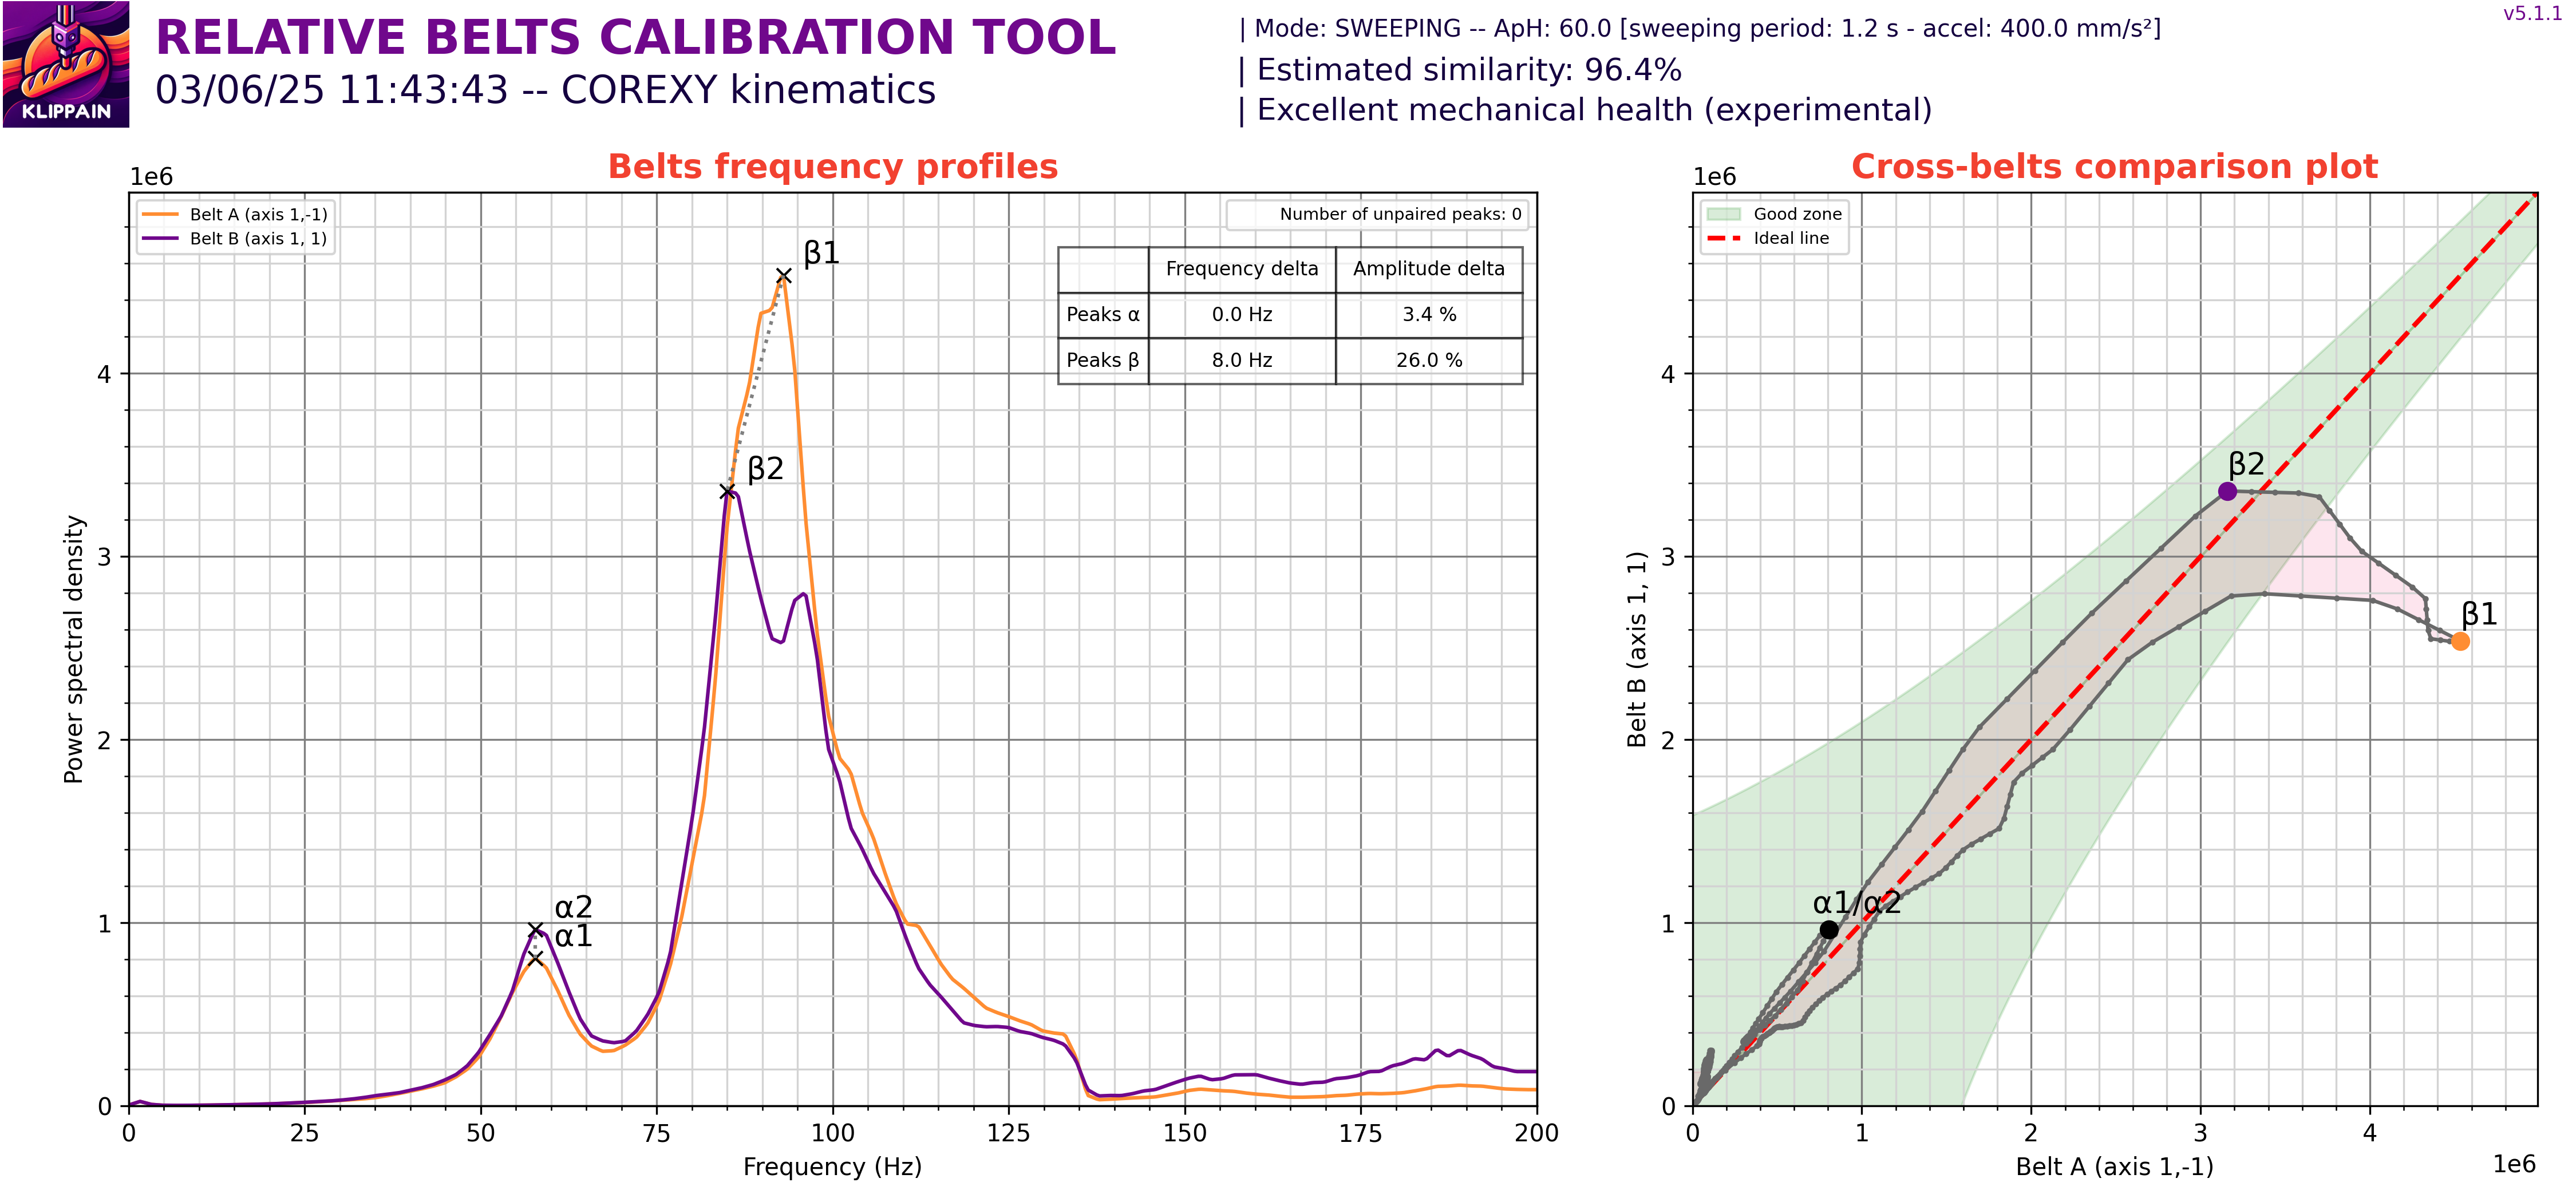 KLIPPAIN
RELATIVE BELTS CALIBRATION TOOL
03/06/25 11:43:43 -- COREXY kinematics
| Mode: SWEEPING -- ApH: 60.0 [sweeping period: 1.2 s - accel: 400.0 mm/s²]
| Estimated similarity: 96.4%
| Excellent mechanical health (experimental)
v5.1.1
Belts frequency profiles
1e6
Belt A (axis 1,-1)
Belt B (axis 1, 1)
Number of unpaired peaks: 0
Frequency delta Amplitude delta
Peaks α 0.0 Hz 3.4 %
Peaks β 8.0 Hz 26.0 %
β1
β2
α2
α1
4
3
2
1
0
Power spectral density
0 25 50 75 100 125 150 175 200
Frequency (Hz)
Cross-belts comparison plot
1e6
Good zone
Ideal line
β2
β1
α1/α2
4
3
2
1
0
Belt B (axis 1, 1)
0 1 2 3 4
Belt A (axis 1,-1)
1e6